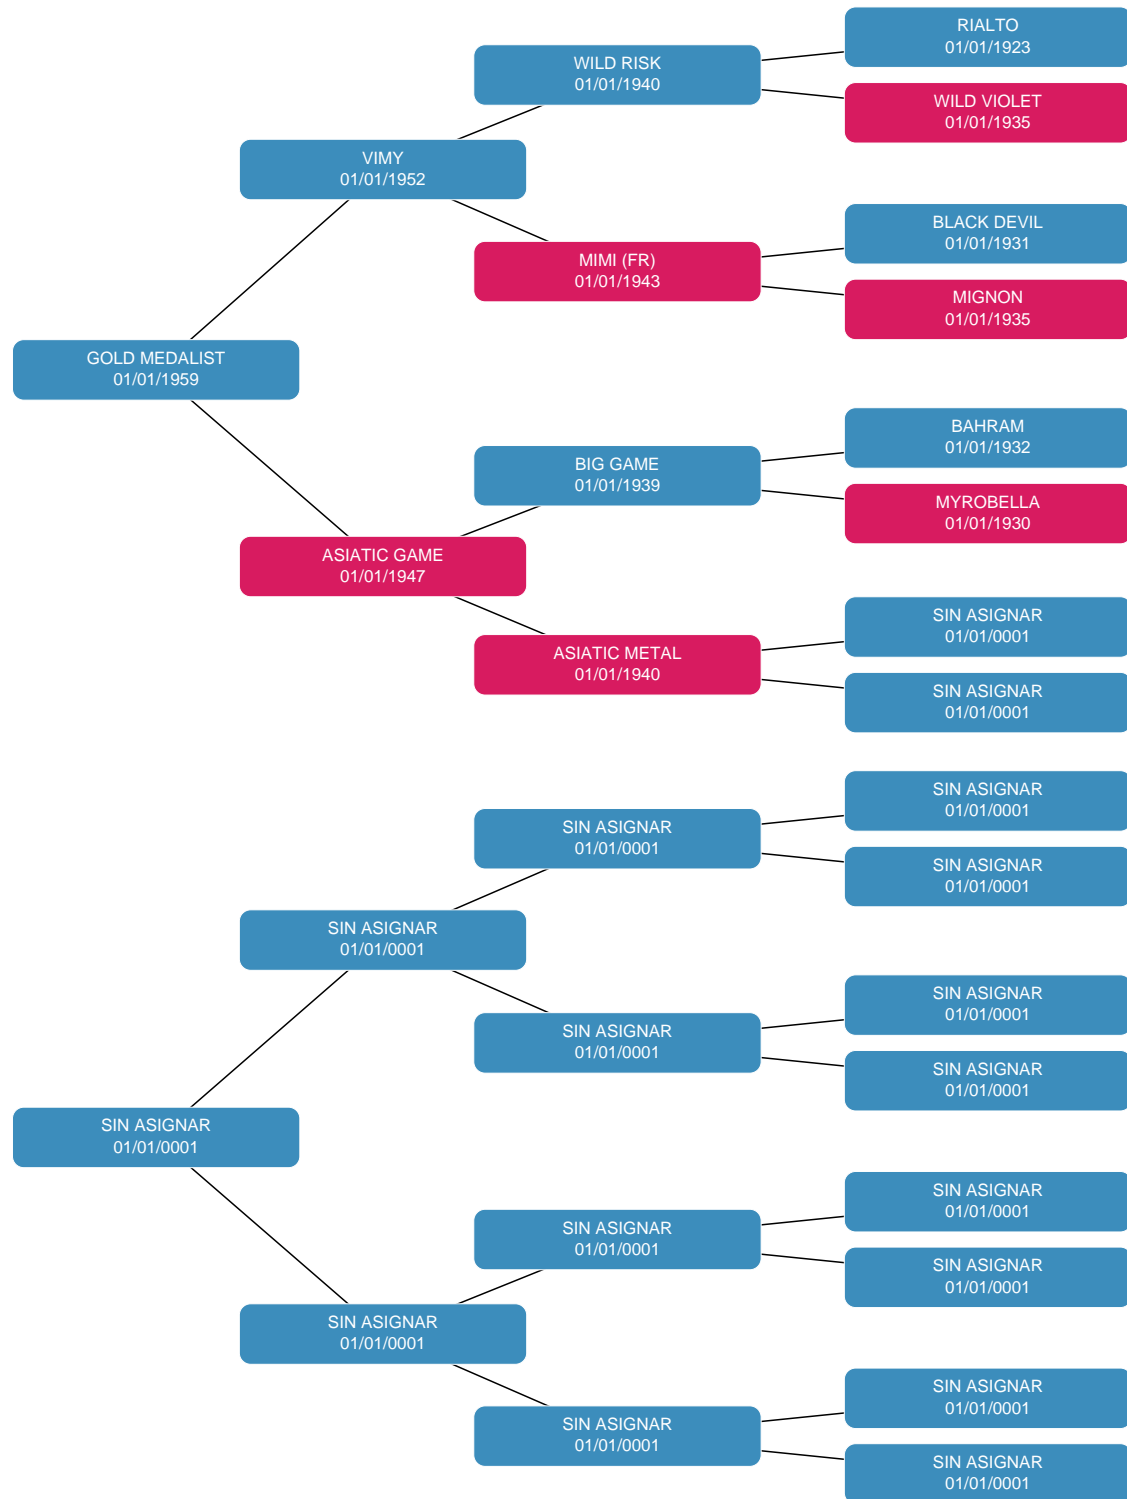 RIALTO
01/01/1923
WILD RISK
01/01/1940
WILD VIOLET
01/01/1935
VIMY
01/01/1952
BLACK DEVIL
01/01/1931
MIMI (FR)
01/01/1943
MIGNON
01/01/1935
GOLD MEDALIST
01/01/1959
BAHRAM
01/01/1932
BIG GAME
01/01/1939
MYROBELLA
01/01/1930
ASIATIC GAME
01/01/1947
SIN ASIGNAR
01/01/0001
ASIATIC METAL
01/01/1940
SIN ASIGNAR
01/01/0001
SIN ASIGNAR
01/01/0001
SIN ASIGNAR
01/01/0001
SIN ASIGNAR
01/01/0001
SIN ASIGNAR
01/01/0001
SIN ASIGNAR
01/01/0001
SIN ASIGNAR
01/01/0001
SIN ASIGNAR
01/01/0001
SIN ASIGNAR
01/01/0001
SIN ASIGNAR
01/01/0001
SIN ASIGNAR
01/01/0001
SIN ASIGNAR
01/01/0001
SIN ASIGNAR
01/01/0001
SIN ASIGNAR
01/01/0001
SIN ASIGNAR
01/01/0001
SIN ASIGNAR
01/01/0001